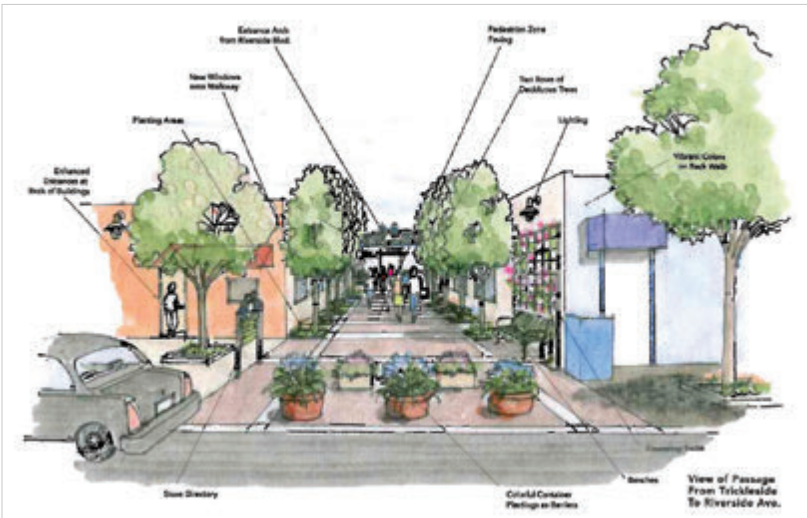 Entrance Arch
from Riverside Blvd.
Pedestrian Zone
Paving
New Windows
onto Walkway
Two Rows of
Deciduous Trees
Planting Areas
Lighting
Vibrant Colors
on Back Walls
Enhanced
Entrances at
Back of Buildings
Store Directory
Colorful Container
Plantings as Barriers
Benches
View of Passage
From Trickleside
To Riverside Ave.